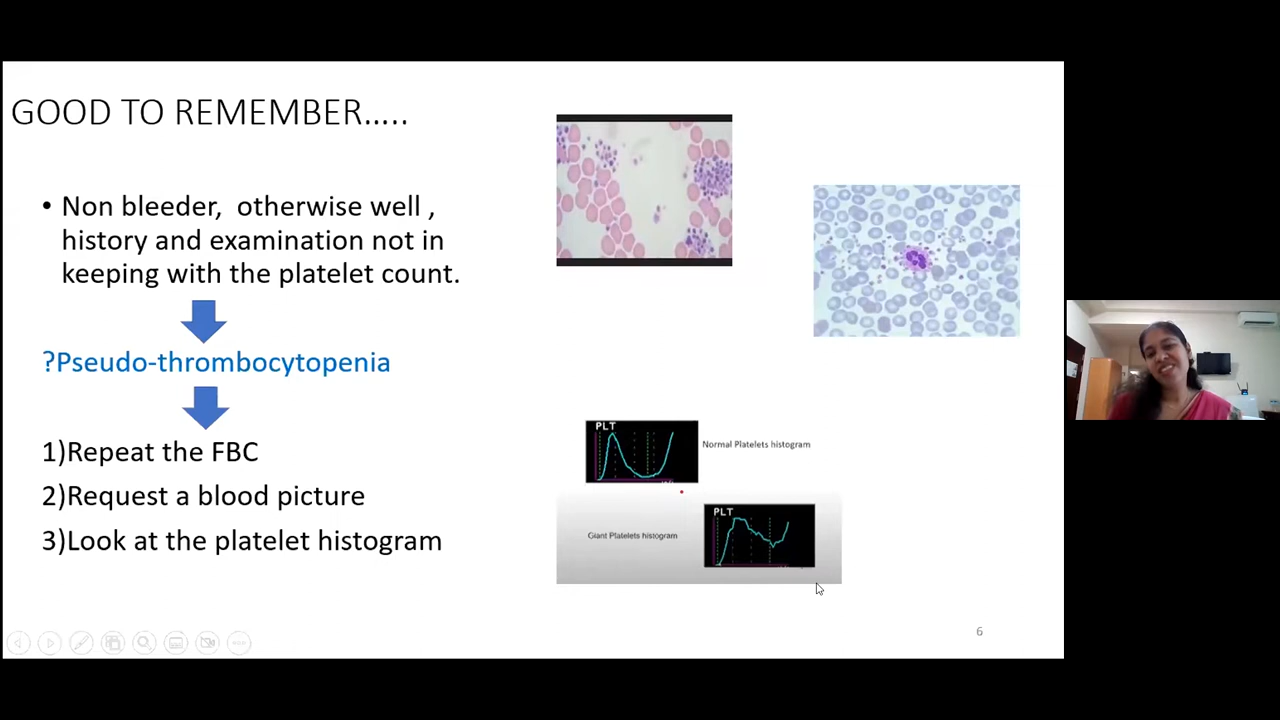 GOOD TO REMEMBER.....
• Non bleeder, otherwise well ,
history and examination not in
keeping with the platelet count.
?Pseudo-thrombocytopenia
1)Repeat the FBC
2)Request a blood picture
3)Look at the platelet histogram
PLT
Normal Platelets histogram
PLT
Giant Platelets histogram
6